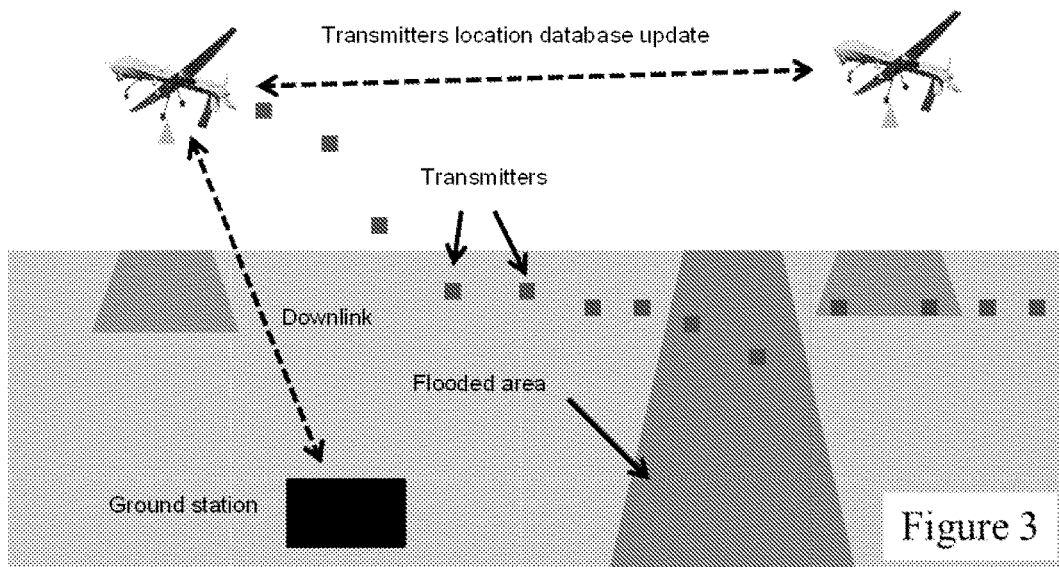 Transmitters location database update
Transmitters
Downlink
Flooded area
Ground station
Figure 3